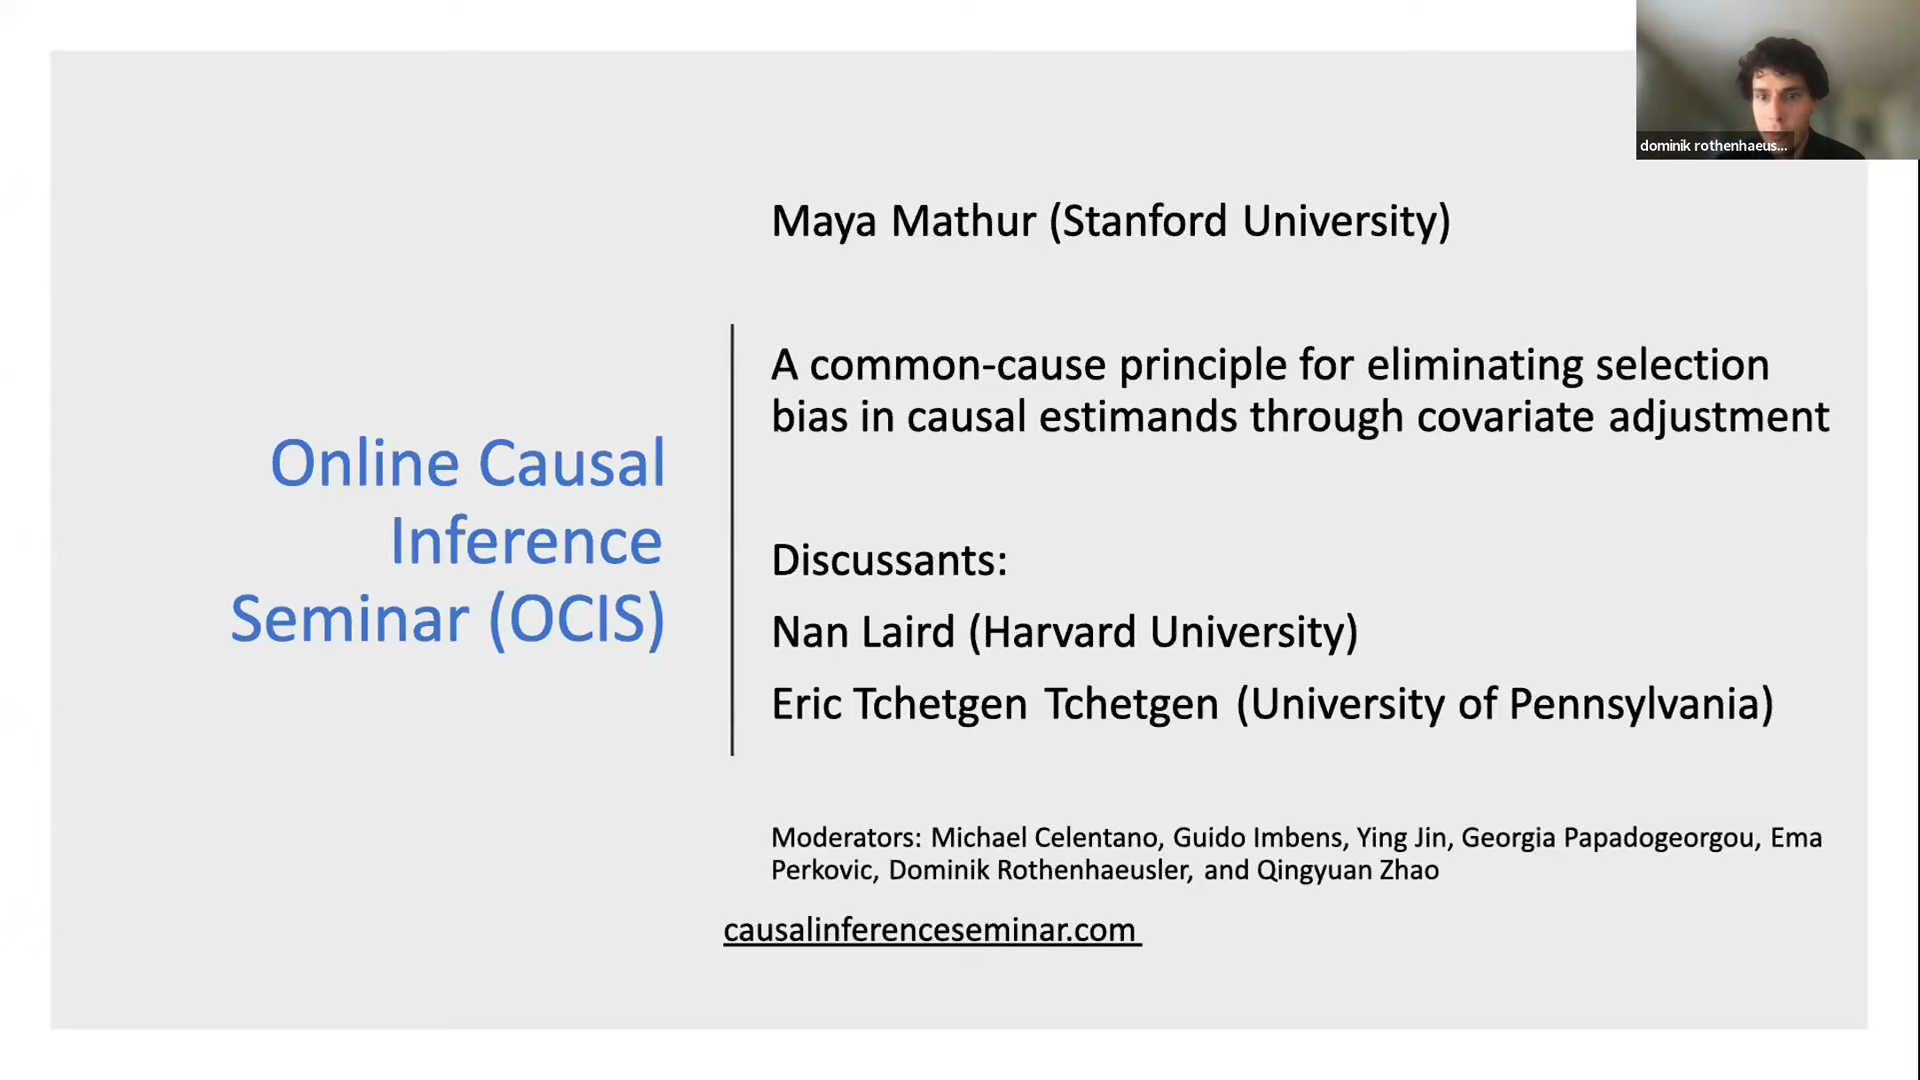 dominik rothenhaeus...
Maya Mathur (Stanford University)
A common-cause principle for eliminating selection
bias in causal estimands through covariate adjustment
Online Causal
Inference
Seminar (OCIS)
Discussants:
Nan Laird (Harvard University)
Eric Tchetgen Tchetgen (University of Pennsylvania)
Moderators: Michael Celentano, Guido Imbens, Ying Jin, Georgia Papadogeorgou, Ema
Perkovic, Dominik Rothenhaeusler, and Qingyuan Zhao
causalinferenceseminar.com